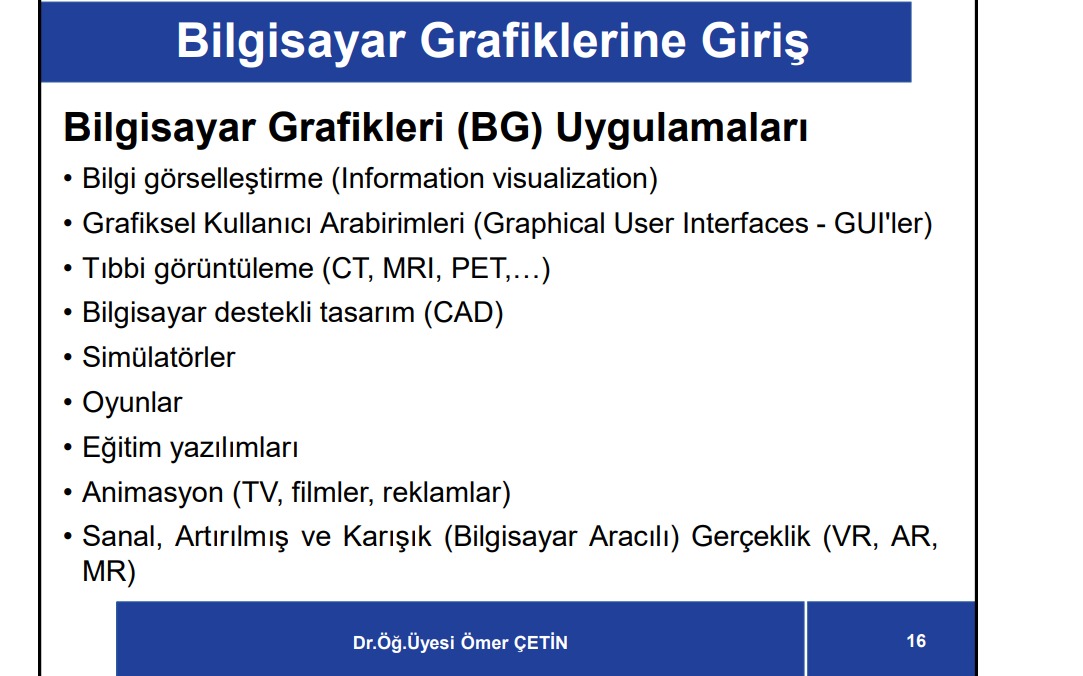 Bilgisayar Grafiklerine Giriş
Bilgisayar Grafikleri (BG) Uygulamaları
• Bilgi görselleştirme (Information visualization)
• Grafiksel Kullanıcı Arabirimleri (Graphical User Interfaces - GUI'ler)
• Tıbbi görüntüleme (CT, MRI, PET,…)
• Bilgisayar destekli tasarım (CAD)
• Simülatörler
• Oyunlar
• Eğitim yazılımları
• Animasyon (TV, filmler, reklamlar)
• Sanal, Artırılmış ve Karışık (Bilgisayar Aracılı) Gerçeklik (VR, AR,
MR)
Dr.Öğ.Üyesi Ömer ÇETİN
16